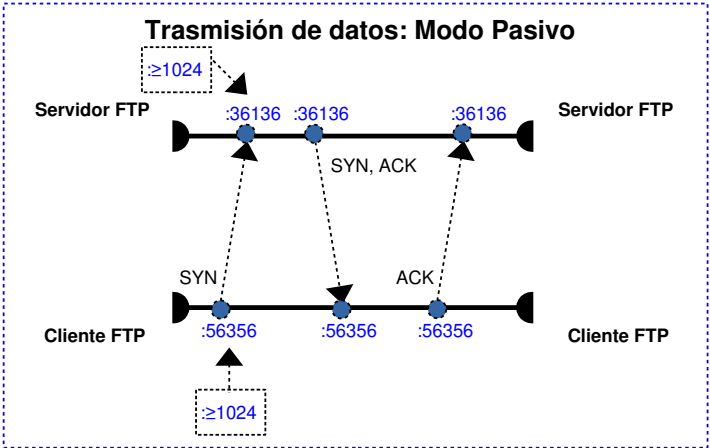 Trasmisión de datos: Modo Pasivo
:≥1024
Servidor FTP
:36136
:36136
:36136
Servidor FTP
SYN, ACK
SYN
ACK
Cliente FTP
:56356
:56356
:56356
Cliente FTP
:≥1024